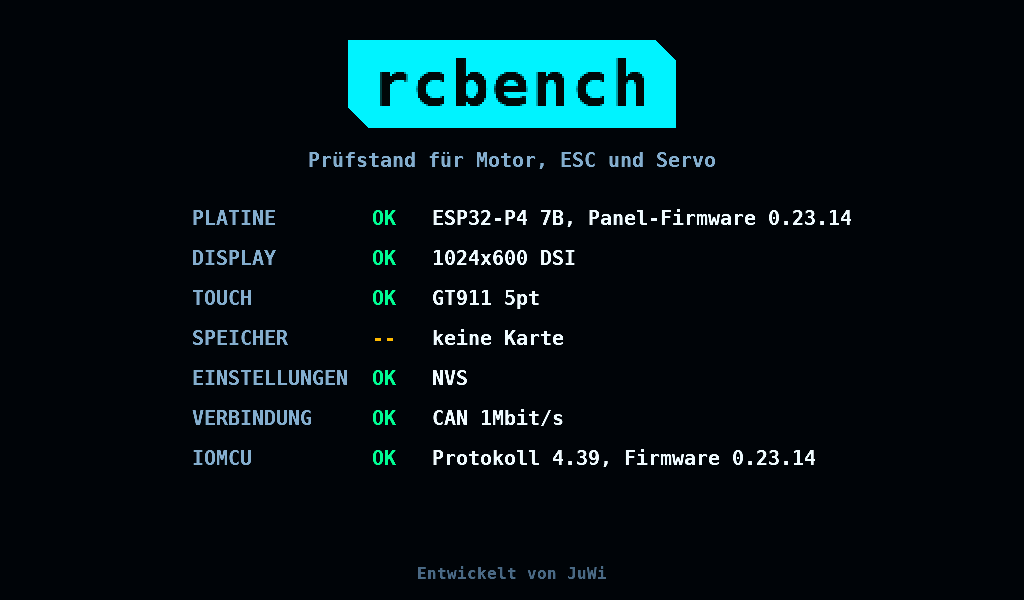 rcbench
Prüfstand für Motor, ESC und Servo
PLATINE OK ESP32-P4 7B, Panel-Firmware 0.23.14
DISPLAY OK 1024x600 DSI
TOUCH OK GT911 5pt
SPEICHER -- keine Karte
EINSTELLUNGEN OK NVS
VERBINDUNG OK CAN 1Mbit/s
IOMCU OK Protokoll 4.39, Firmware 0.23.14
Entwickelt von JuWi